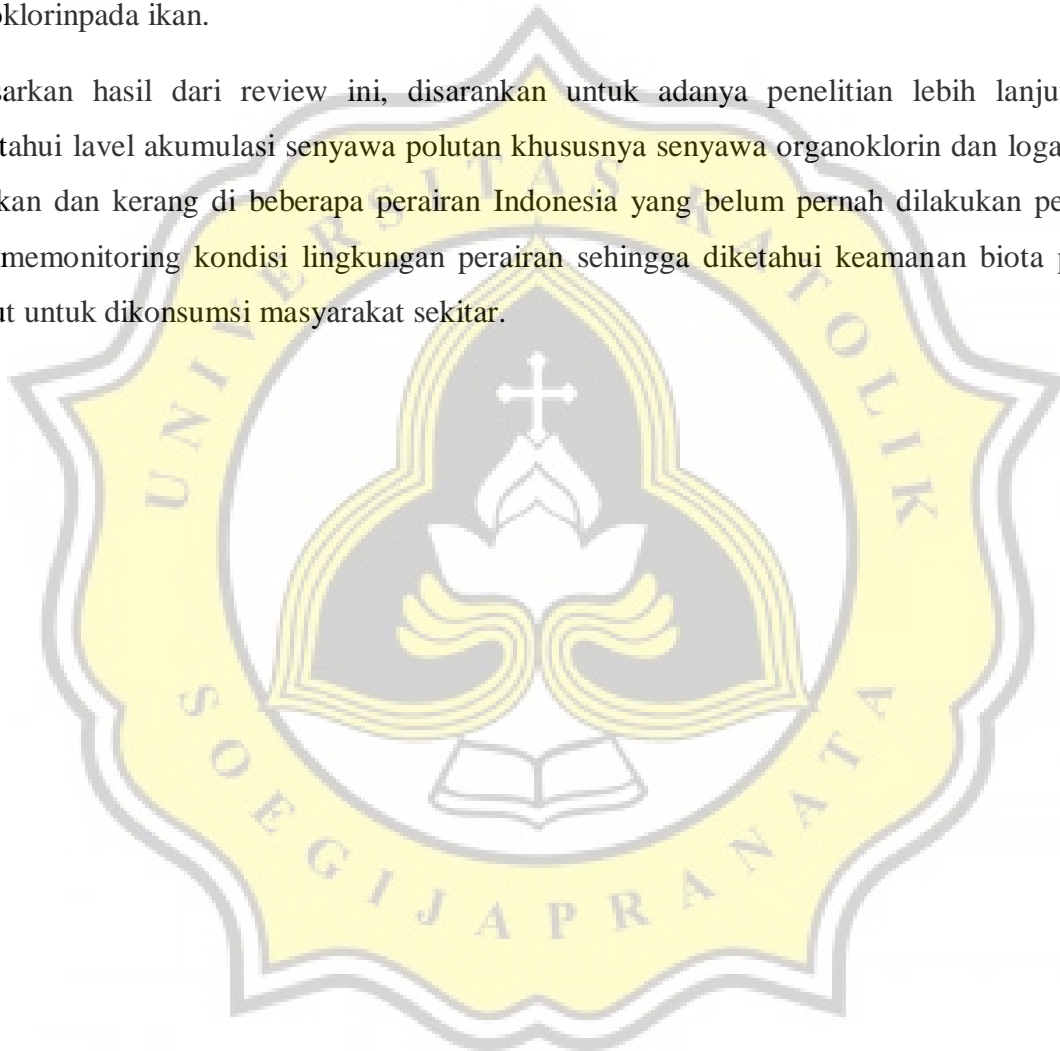 oklorinpada ikan.
sarkan hasil dari review ini, disarankan untuk adanya penelitian lebih lanju
tahui lavel akumulasi senyawa polutan khususnya senyawa organoklorin dan loga
kan dan kerang di beberapa perairan Indonesia yang belum pernah dilakukan pe
memonitoring kondisi lingkungan perairan sehingga diketahui keamanan biota p
ut untuk dikonsumsi masyarakat sekitar.
UNIVERSITAS KATOLIK
SOEGIJAPRANATA